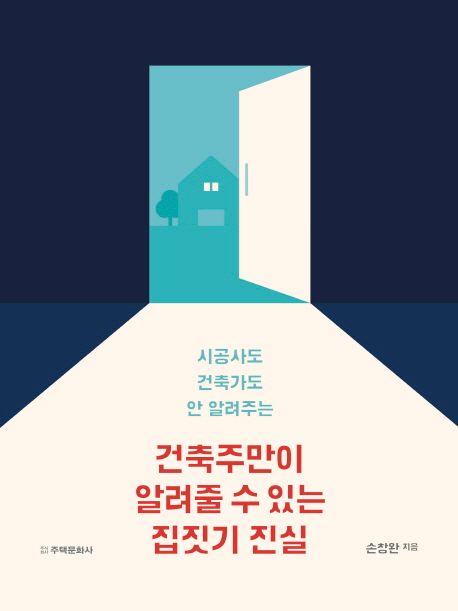 시공사도
건축가도
안 알려주는
건축주만이
알려줄 수 있는
집짓기 진실
주택문화사
손창완 지음